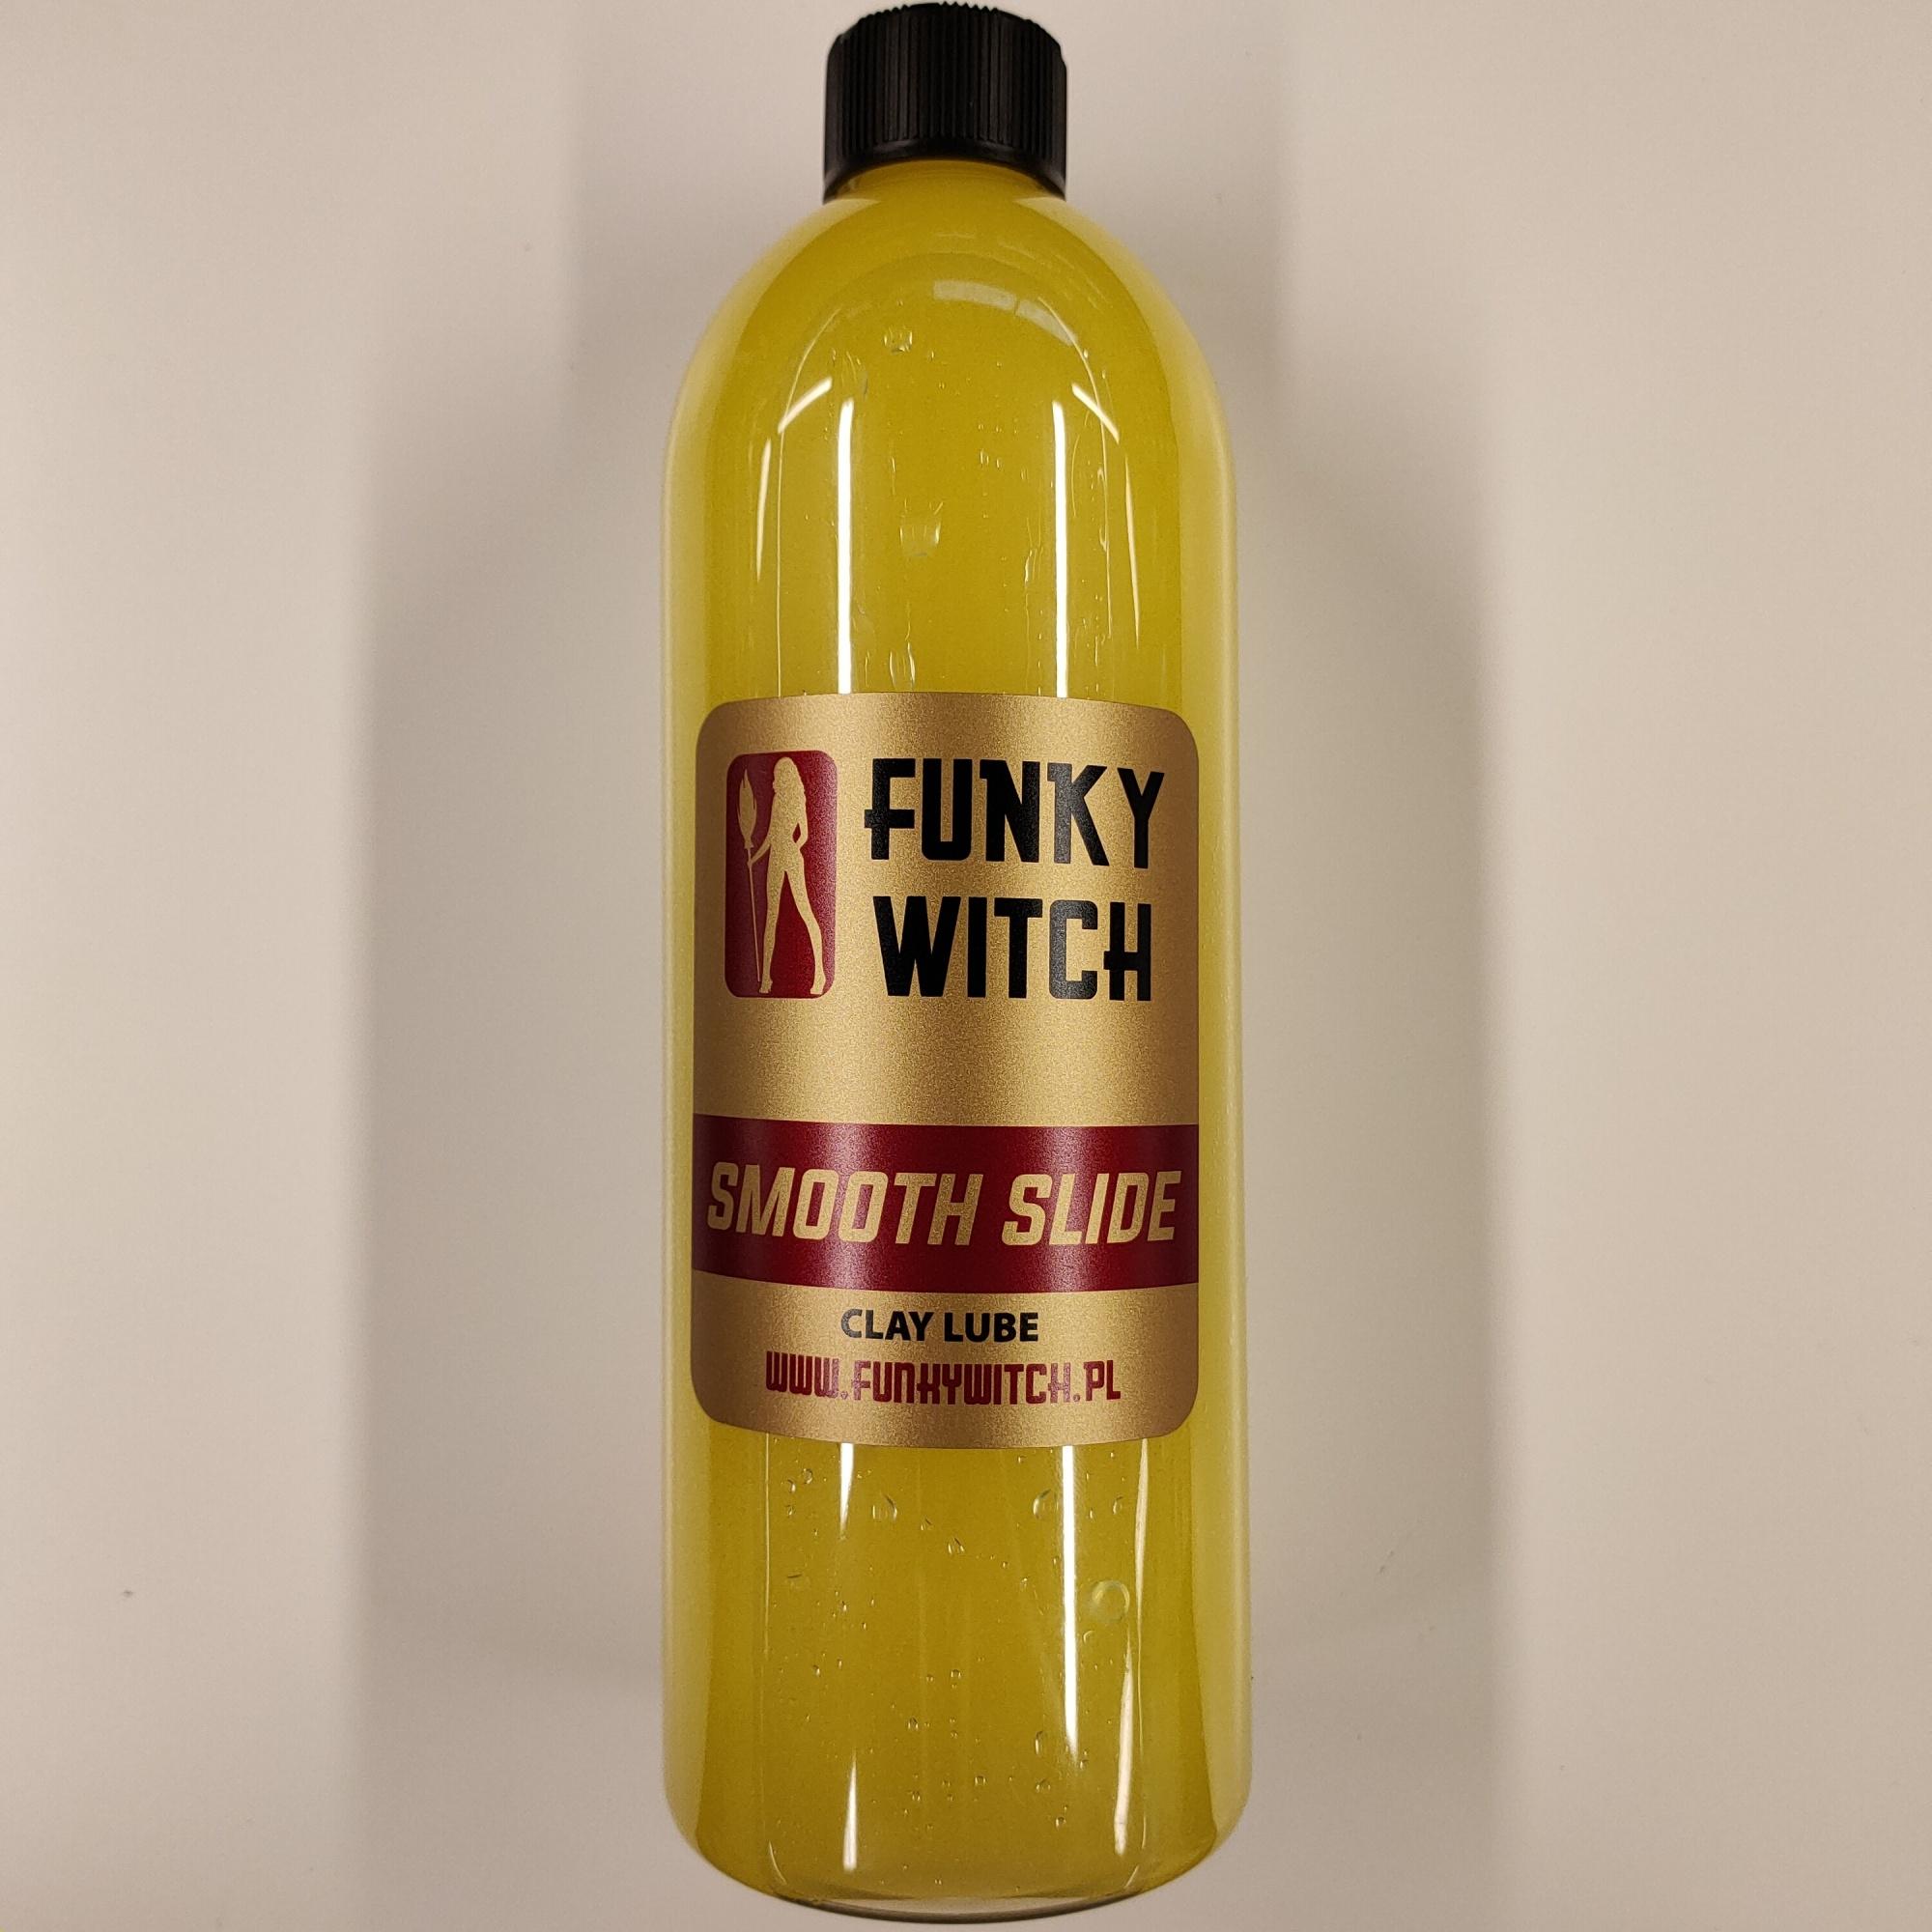 FUNKY
WITCH
SMOOTH SLIDE
CLAY LUBE
WWW.FUNKYWITCH.PL